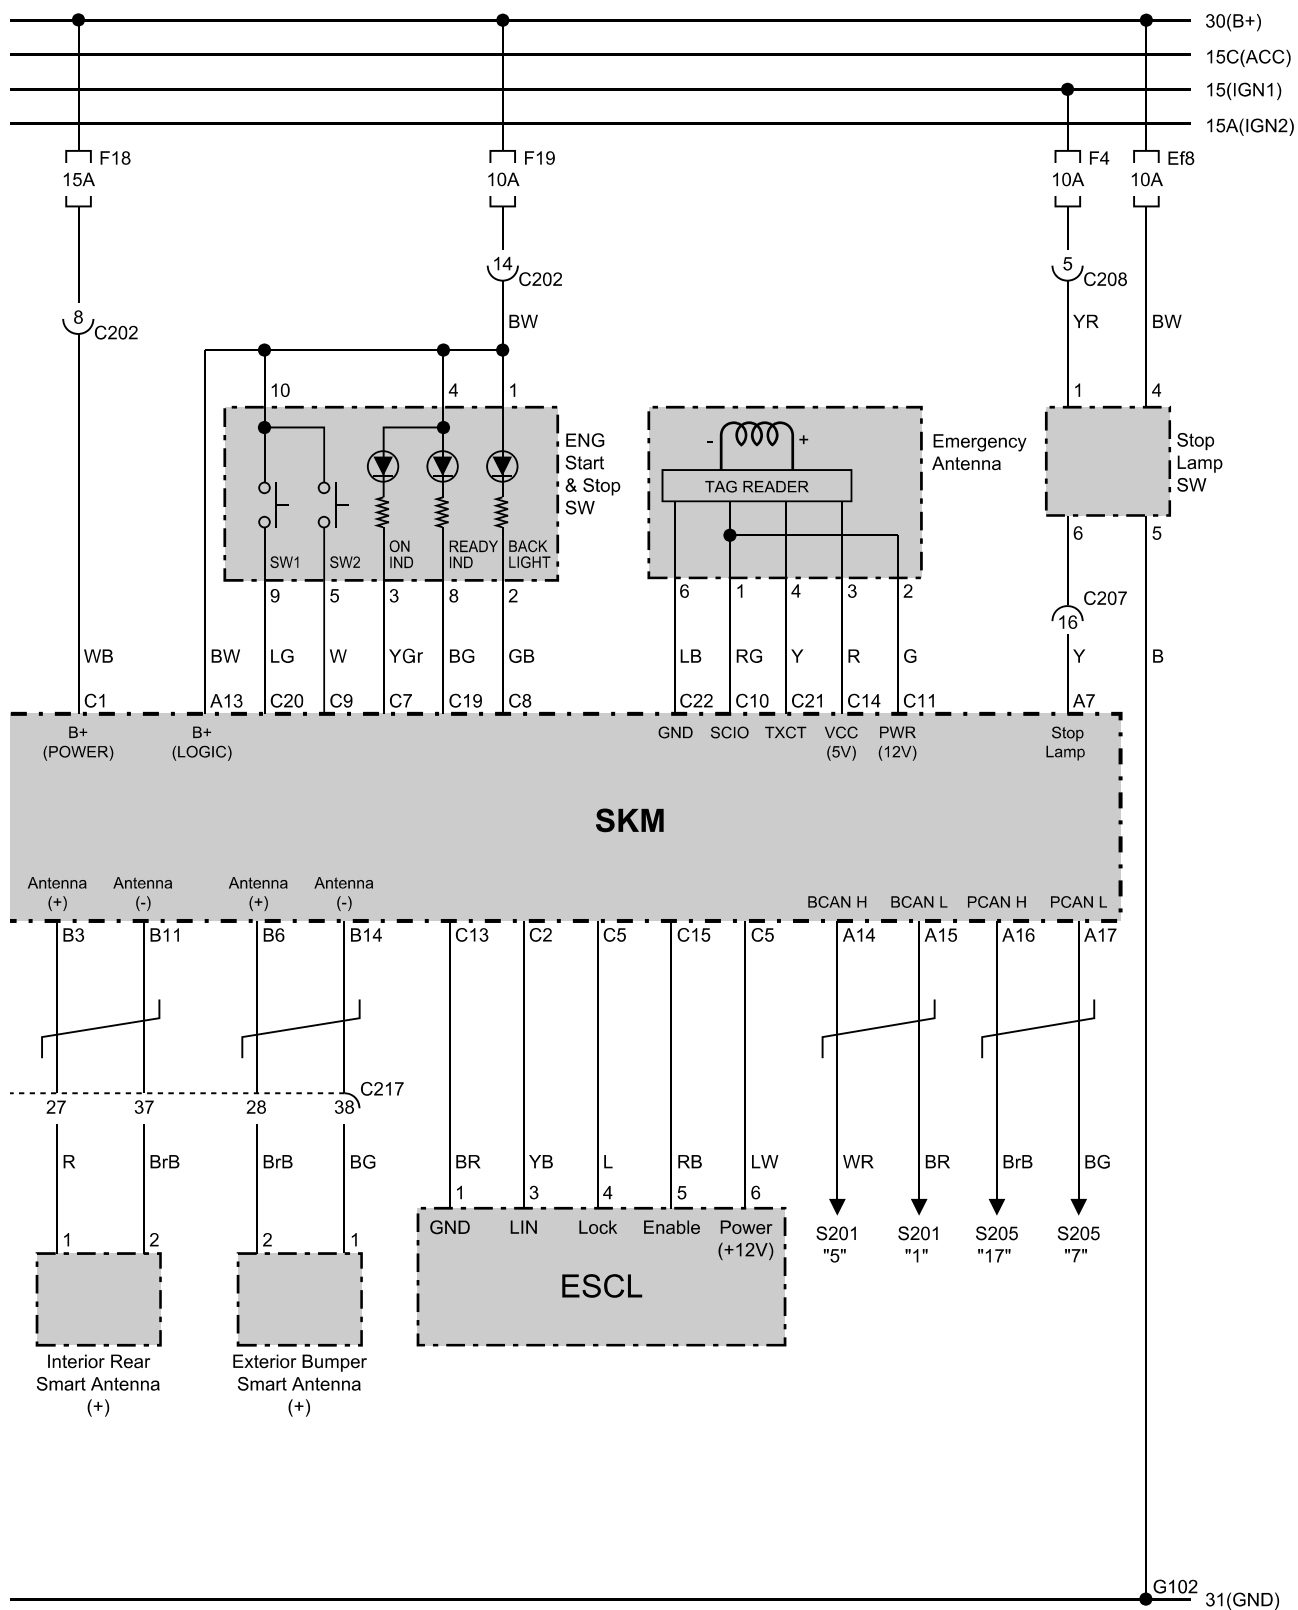 30(B+)
15C(ACC)
15(IGN1)
15A(IGN2)
F18
F19
F4
Ef8
15A
10A
10A
10A
14
C202
5
C208
8
C202
BW
YR
BW
10
4
1
1
4
ENG
Start
& Stop
SW
- +
TAG READER
Emergency
Antenna
Stop
Lamp
SW
SW1
SW2
ON
IND
READY
IND
BACK
LIGHT
6
5
9
5
3
8
2
6
1
4
3
2
C207
16
WB
BW
LG
W
YGr
BG
GB
LB
RG
Y
R
G
Y
B
C1
A13
C20
C9
C7
C19
C8
C22
C10
C21
C14
C11
A7
B+
(POWER)
B+
(LOGIC)
GND
SCIO
TXCT
VCC
(5V)
PWR
(12V)
Stop
Lamp
SKM
Antenna
(+)
Antenna
(-)
Antenna
(+)
Antenna
(-)
BCAN H
BCAN L
PCAN H
PCAN L
B3
B11
B6
B14
C13
C2
C5
C15
C5
A14
A15
A16
A17
C217
27
37
28
38
R
BrB
BrB
BG
BR
YB
L
RB
LW
WR
BR
BrB
BG
1
3
4
5
6
1
2
2
1
GND
LIN
Lock
Enable
Power
(+12V)
ESCL
S201
"5"
S201
"1"
S205
"17"
S205
"7"
Interior Rear
Smart Antenna
(+)
Exterior Bumper
Smart Antenna
(+)
G102
31(GND)